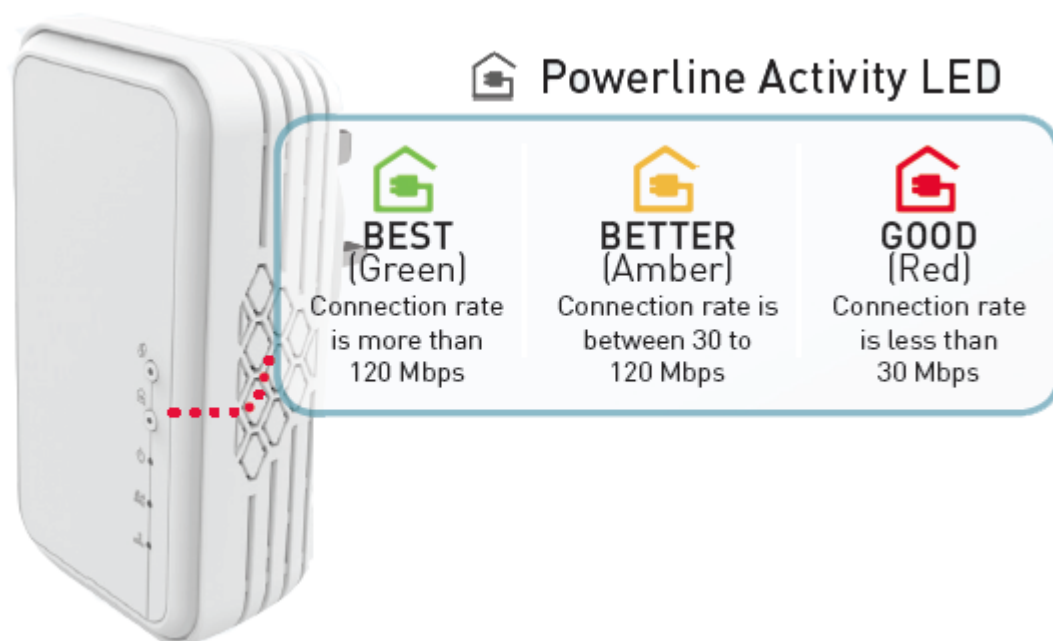 Powerline Activity LED
BEST
(Green)
Connection rate
is more than
120 Mbps
BETTER
(Amber)
Connection rate is
between 30 to
120 Mbps
GOOD
(Red)
Connection rate
is less than
30 Mbps